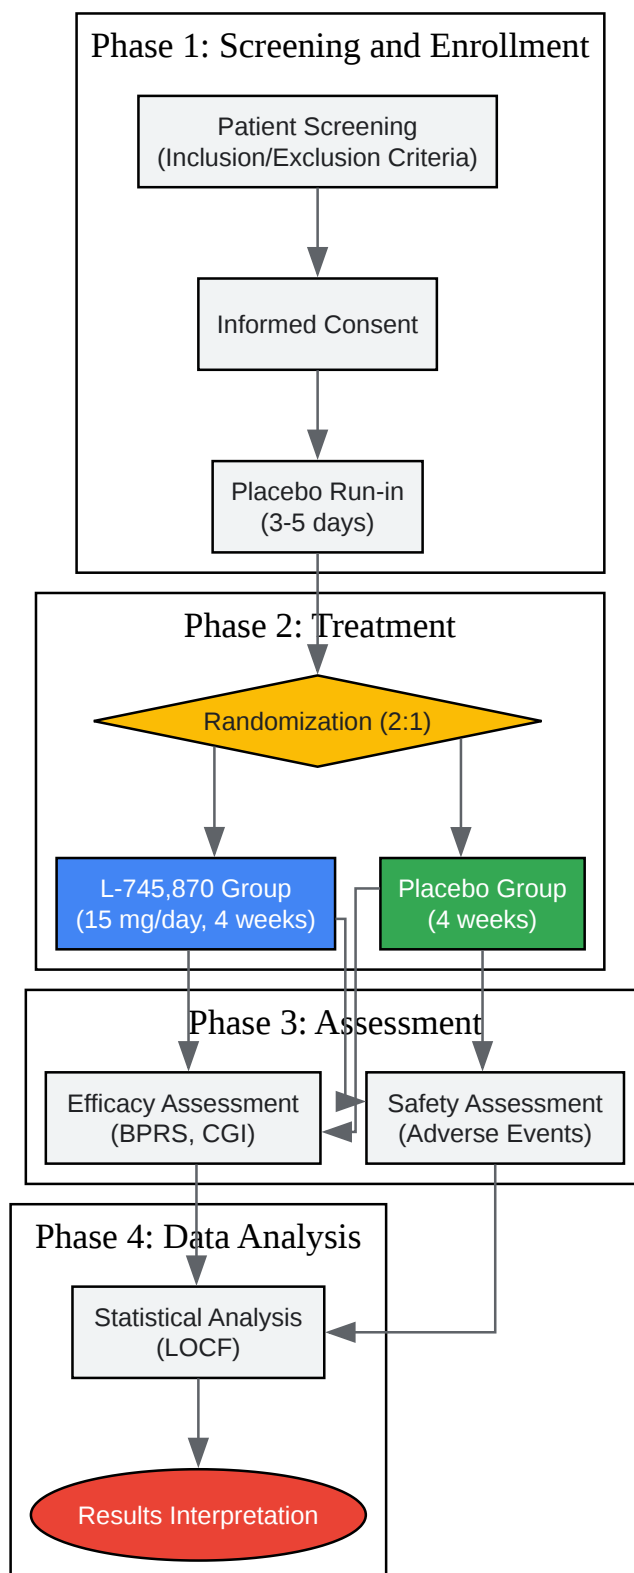 Phase 1: Screening and Enrollment
Patient Screening
(Inclusion/Exclusion Criteria)
Informed Consent
Placebo Run-in
(3-5 days)
Phase 2: Treatment
Randomization (2:1)
L-745,870 Group
(15 mg/day, 4 weeks)
Placebo Group
(4 weeks)
Phase 3: Assessment
Efficacy Assessment
(BPRS, CGI)
Safety Assessment
(Adverse Events)
Phase 4: Data Analysis
Statistical Analysis
(LOCF)
Results Interpretation